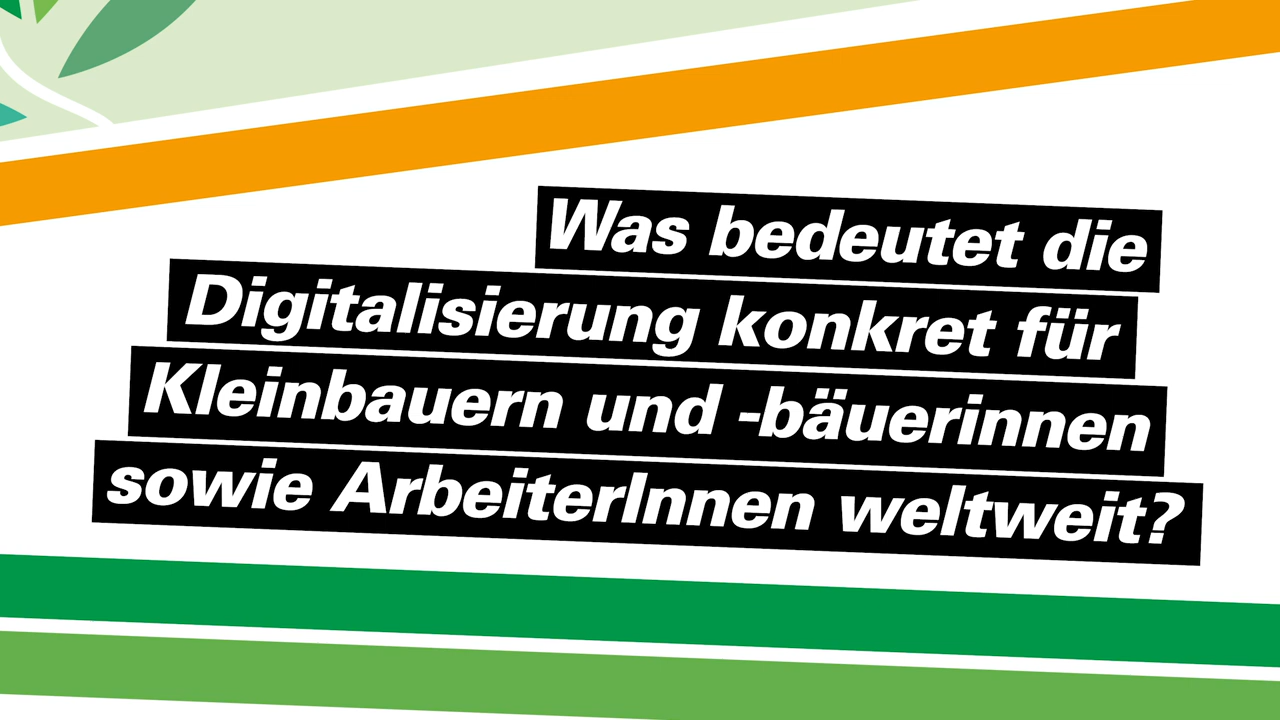 Was bedeutet die
Digitalisierung konkret für
Kleinbauern und -bäuerinnen
sowie ArbeiterInnen weltweit?